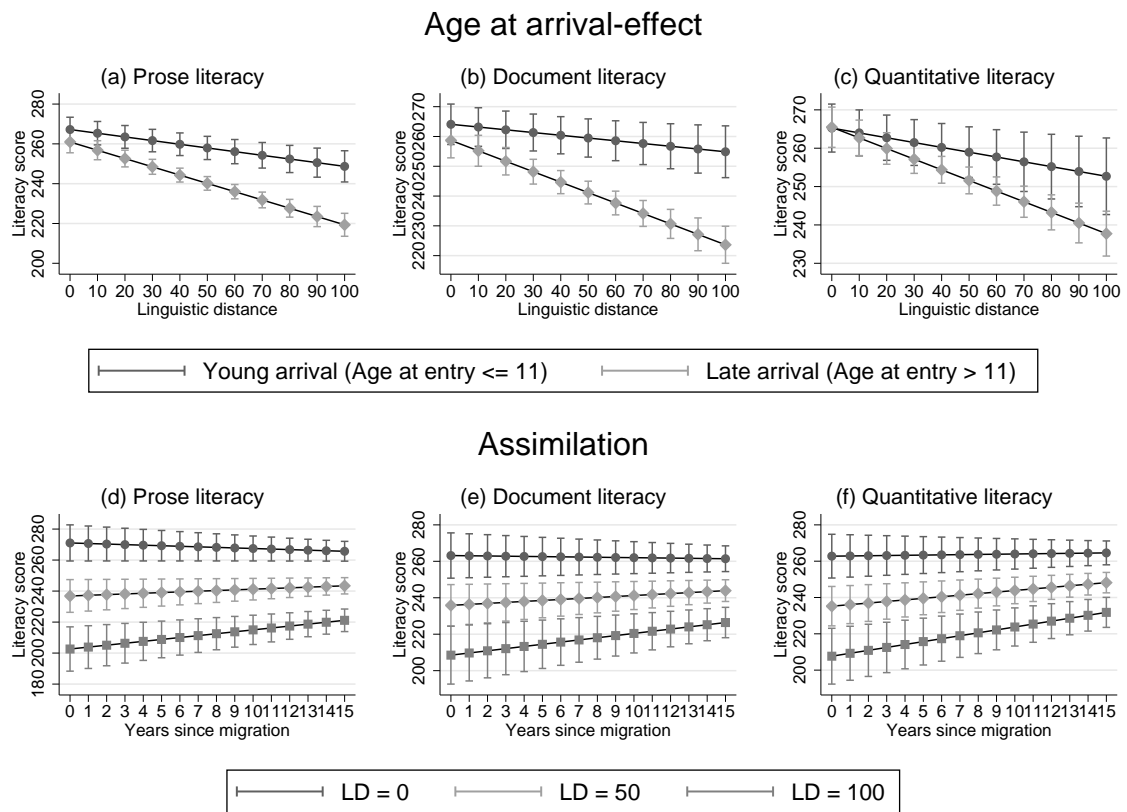 Age at arrival-effect
(a) Prose literacy
Literacy score
200 220 240 260 280
0 10 20 30 40 50 60 70 80 90 100
Linguistic distance
(b) Document literacy
Literacy score
220 230 240 250 260 270
0 10 20 30 40 50 60 70 80 90 100
Linguistic distance
(c) Quantitative literacy
Literacy score
230 240 250 260 270
0 10 20 30 40 50 60 70 80 90 100
Linguistic distance
Young arrival (Age at entry <= 11) Late arrival (Age at entry > 11)
Assimilation
(d) Prose literacy
Literacy score
180 200 220 240 260 280
0 1 2 3 4 5 6 7 8 9 10 11 12 13 14 15
Years since migration
(e) Document literacy
Literacy score
200 220 240 260 280
0 1 2 3 4 5 6 7 8 9 10 11 12 13 14 15
Years since migration
(f) Quantitative literacy
Literacy score
200 220 240 260 280
0 1 2 3 4 5 6 7 8 9 10 11 12 13 14 15
Years since migration
LD = 0 LD = 50 LD = 100